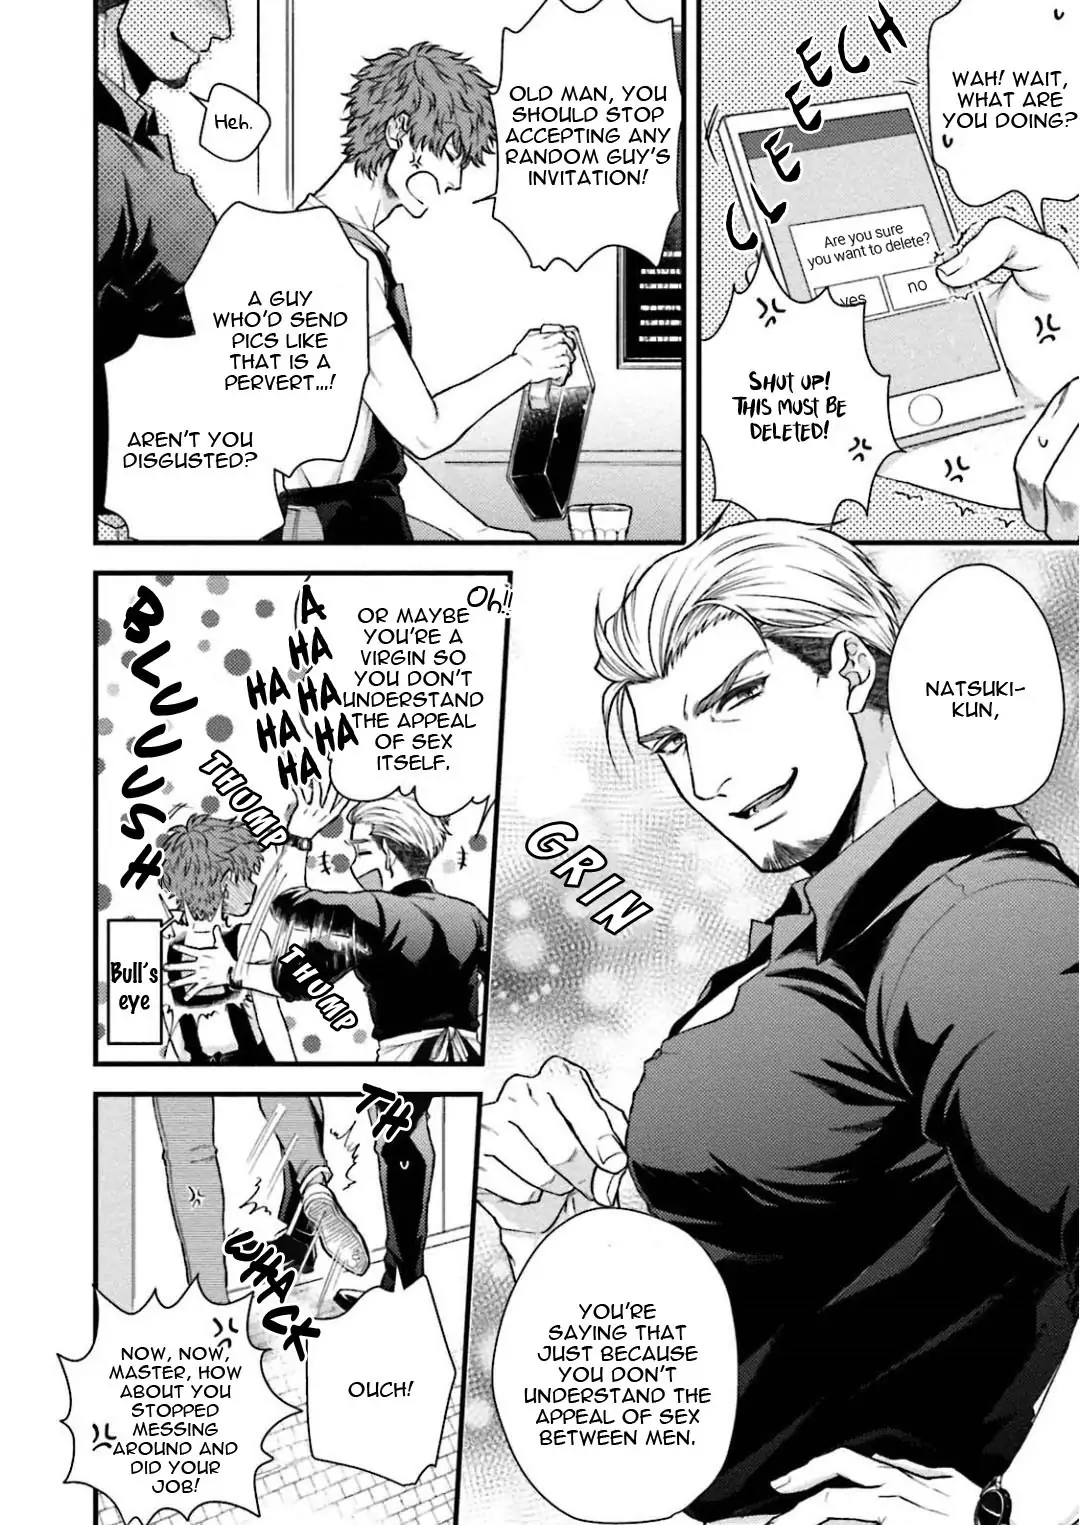 WAH! WAIT,
WHAT ARE
YOU DOING?
CLEEEECH
Are you sure
you want to delete?
yes
no
SHUT UP!
THIS MUST BE
DELETED!
OLD MAN, YOU
SHOULD STOP
ACCEPTING ANY
RANDOM GUY'S
INVITATION!
Heh.
A GUY
WHO'D SEND
PICS LIKE
THAT IS A
PERVERT...!
AREN'T YOU
DISGUSTED?
NATSUKI-
KUN,
GRIN
YOU'RE
SAYING THAT
JUST BECAUSE
YOU DON'T
UNDERSTAND THE
APPEAL OF SEX
BETWEEN MEN.
Oh!!
OR MAYBE
YOU'RE A
VIRGIN SO
YOU DON'T
UNDERSTAND
THE APPEAL
OF SEX
ITSELF.
A HA HA HA
HA HA HA
THUMP
THUMP
BLUUUSH
Bull's
eye
TH
WHACK
OUCH!
NOW, NOW,
MASTER, HOW
ABOUT YOU
STOPPED
MESSING
AROUND AND
DID YOUR
JOB!